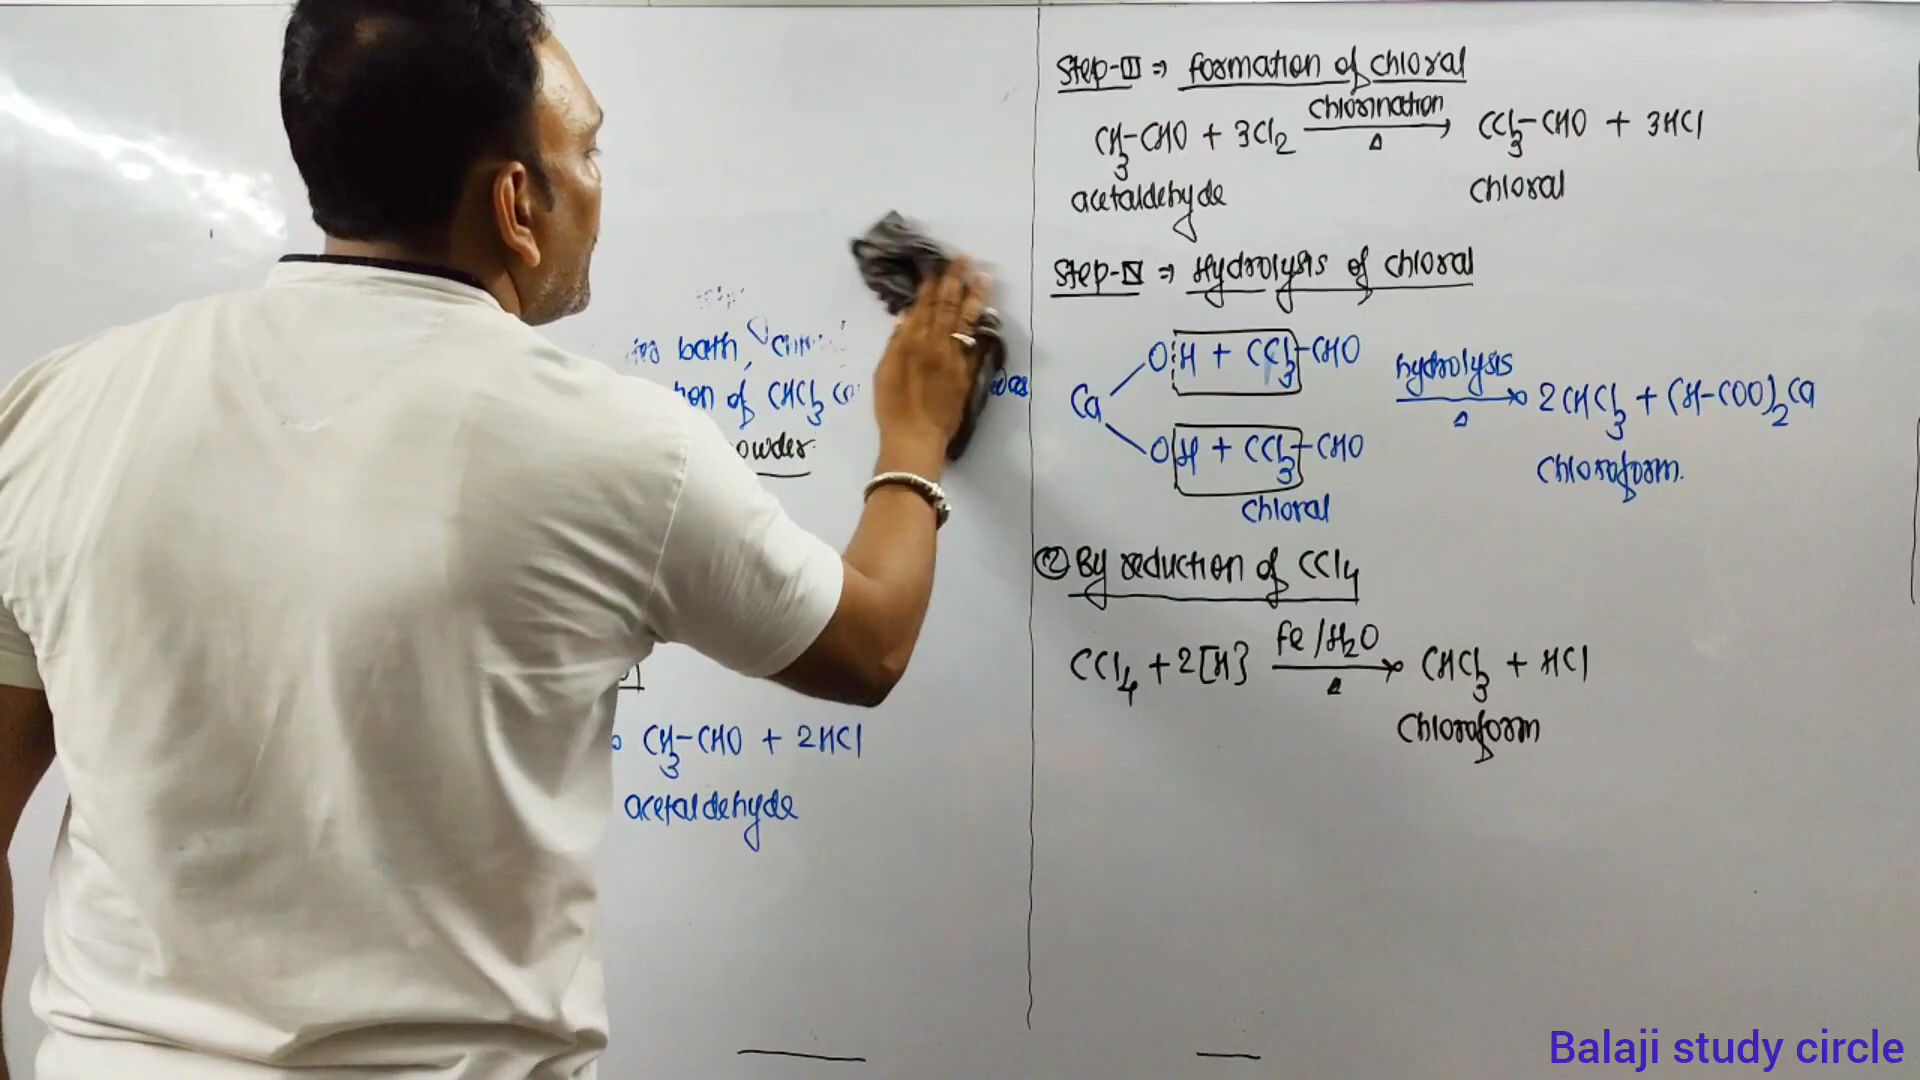 bath,
of CHCl3
CH3-CHO + 2HCl
acetaldehyde
Step-III ⇒ formation of chloral
CH3-CHO + 3Cl2 chlorination Δ → CCl3-CHO + 3HCl
acetaldehyde chloral
Step-IV ⇒ Hydrolysis of chloral
OH + CCl3-CHO
Ca hydrolysis Δ → 2CHCl3 + (H-COO)2Ca
OH + CCl3-CHO chloroform.
chloral
② By reduction of CCl4
CCl4 + 2[H] Fe/H2O Δ → CHCl3 + HCl
chloroform
Balaji study circle